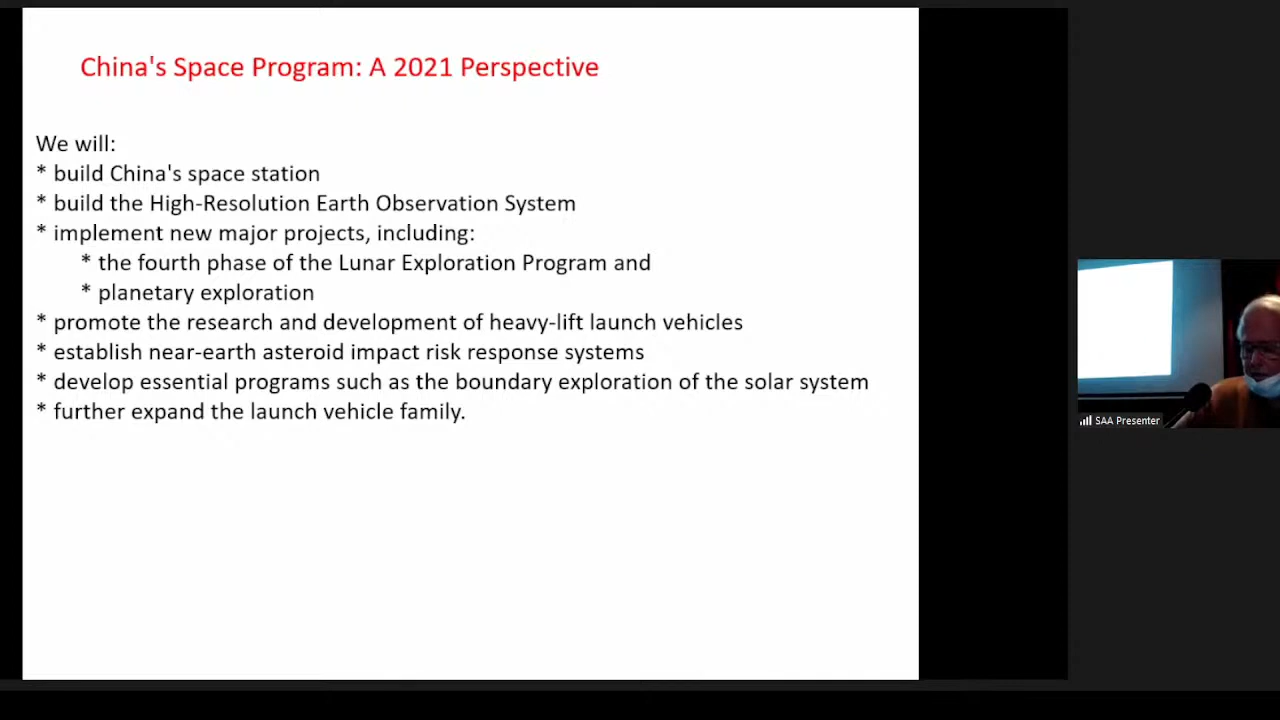 China's Space Program: A 2021 Perspective
We will:
* build China's space station
* build the High-Resolution Earth Observation System
* implement new major projects, including:
* the fourth phase of the Lunar Exploration Program and
* planetary exploration
* promote the research and development of heavy-lift launch vehicles
* establish near-earth asteroid impact risk response systems
* develop essential programs such as the boundary exploration of the solar system
* further expand the launch vehicle family.
SAA Presenter